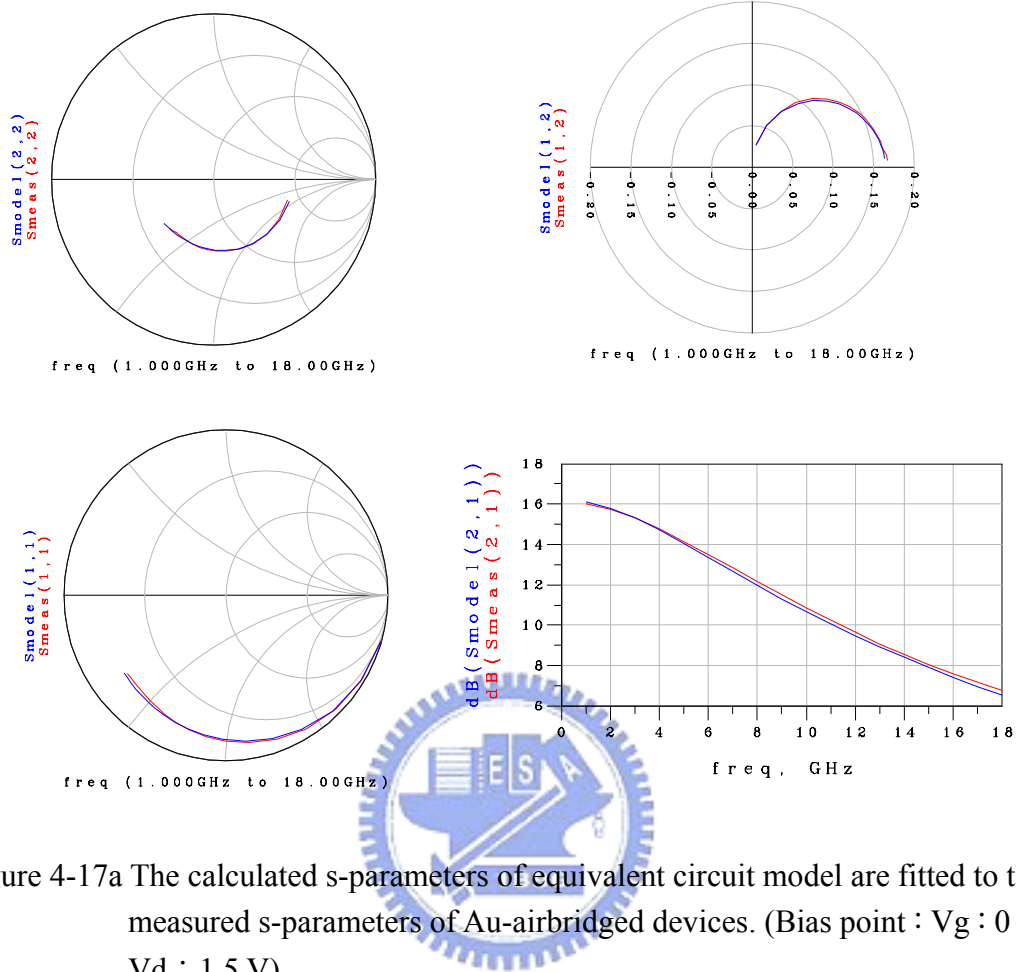 Smodel(2,2)
Smeas(2,2)
freq (1.000GHz to 18.00GHz)
Smodel(1,2)
Smeas(1,2)
-0.20
-0.15
-0.10
-0.05
0.00
0.05
0.10
0.15
0.20
freq (1.000GHz to 18.00GHz)
Smodel(1,1)
Smeas(1,1)
freq (1.000GHz to 18.00GHz)
dB(Smodel(2,1))
dB(Smeas(2,1))
18
16
14
12
10
8
6
0 2 4 6 8 10 12 14 16 18
freq, GHz
ESA
ure 4-17a The calculated s-parameters of equivalent circuit model are fitted to t
measured s-parameters of Au-airbridged devices. (Bias point : Vg : 0
Vd : 1.5 V)